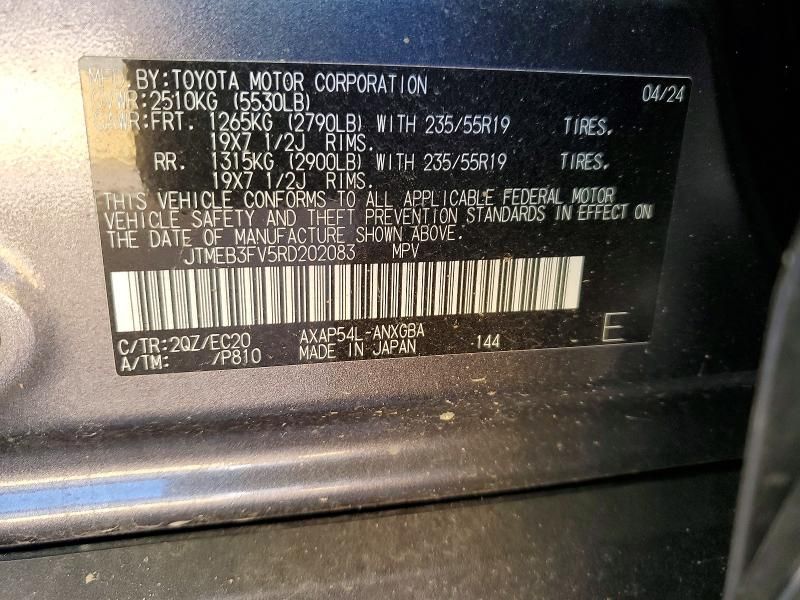 MFD. BY: TOYOTA MOTOR CORPORATION 04/24
GVWR: 2510KG (5530LB)
GAWR: FRT. 1265KG (2790LB) WITH 235/55R19 TIRES.
19X7 1/2J RIMS.
RR. 1315KG (2900LB) WITH 235/55R19 TIRES.
19X7 1/2J RIMS.
THIS VEHICLE CONFORMS TO ALL APPLICABLE FEDERAL MOTOR
VEHICLE SAFETY AND THEFT PREVENTION STANDARDS IN EFFECT ON
THE DATE OF MANUFACTURE SHOWN ABOVE.
JTMEB3FV5RD202083 MPV
C/TR: 2QZ/EC20 AXAP54L-ANXGBA
A/TM: /P810 MADE IN JAPAN 144 E